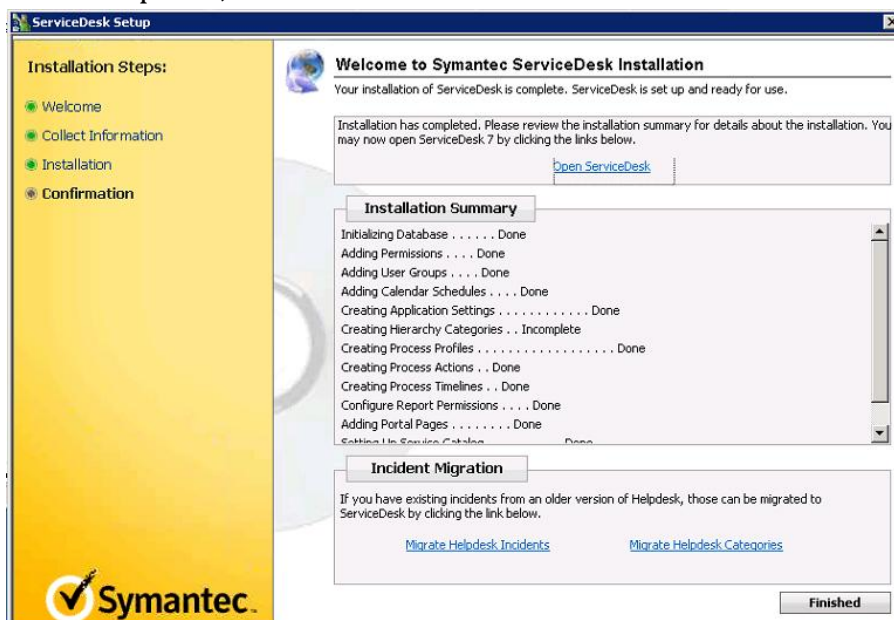 ServiceDesk Setup
Installation Steps:
Welcome
Collect Information
Installation
Confirmation
Symantec.
Welcome to Symantec ServiceDesk Installation
Your installation of ServiceDesk is complete. ServiceDesk is set up and ready for use.
Installation has completed. Please review the installation summary for details about the installation. You
may now open ServiceDesk 7 by clicking the links below.
Open ServiceDesk
Installation Summary
Initializing Database . . . . . . Done
Adding Permissions . . . . Done
Adding User Groups . . . . Done
Adding Calendar Schedules . . . . Done
Creating Application Settings . . . . . . . . . . . . Done
Creating Hierarchy Categories . . Incomplete
Creating Process Profiles . . . . . . . . . . . . . . . . . . Done
Creating Process Actions . . Done
Creating Process Timelines . . Done
Configure Report Permissions . . . . Done
Adding Portal Pages . . . . . . . . Done
Setting Up Service Catalog . . . . . . . . . . Done
Incident Migration
If you have existing incidents from an older version of Helpdesk, those can be migrated to
ServiceDesk by clicking the link below.
Migrate Helpdesk Incidents
Migrate Helpdesk Categories
Finished